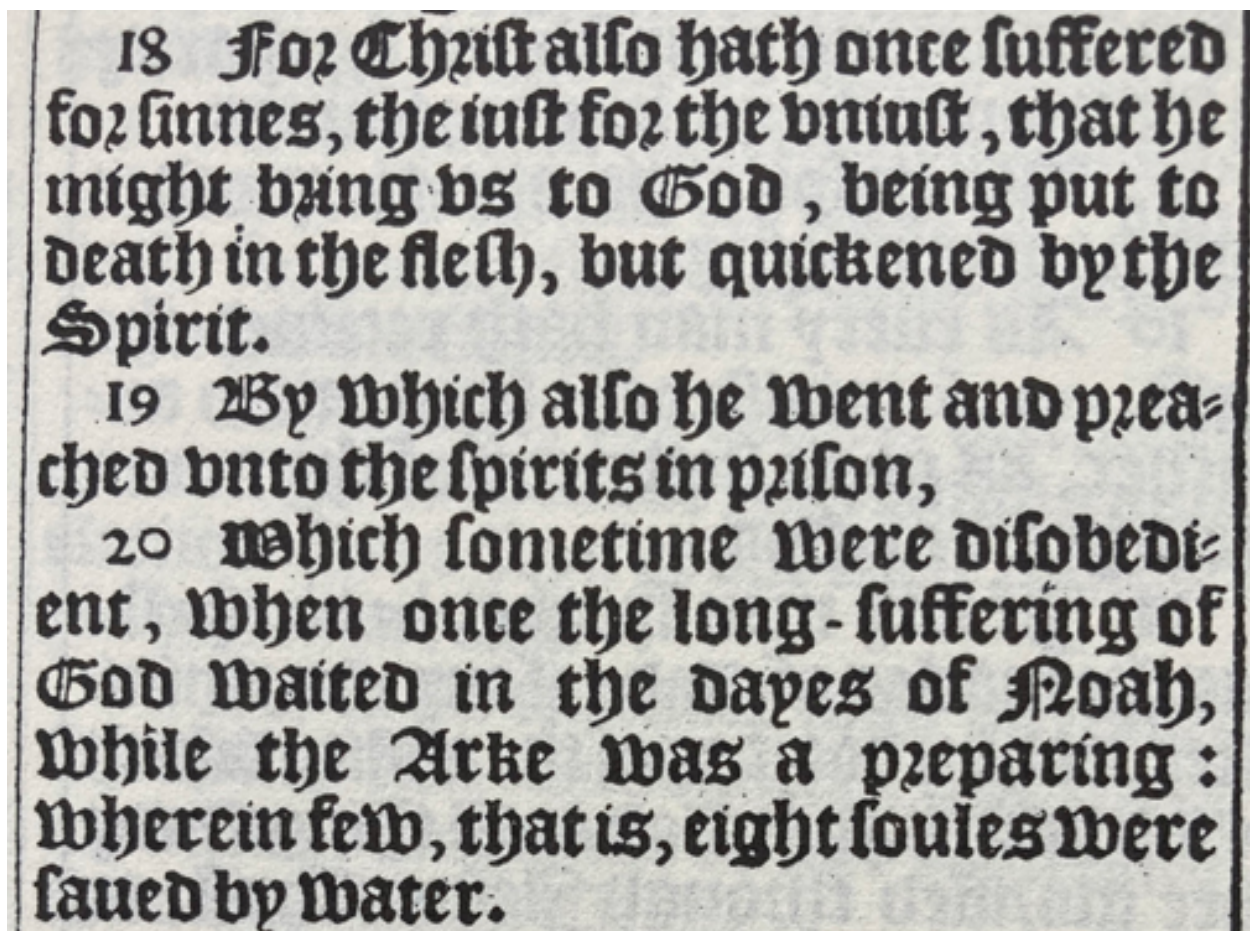 18 For Chriſt alſo hath once ſuffered
for ſinnes, the iuſt for the vniuſt, that he
might bring vs to God, being put to
death in the fleſh, but quickened by the
Spirit.
19 By which alſo he went and prea-
ched vnto the ſpirits in priſon,
20 Which ſometime were diſobedi-
ent, when once the long-ſuffering of
God waited in the dayes of Noah,
while the Arke was a preparing:
wherein few, that is, eight ſoules were
ſaued by water.